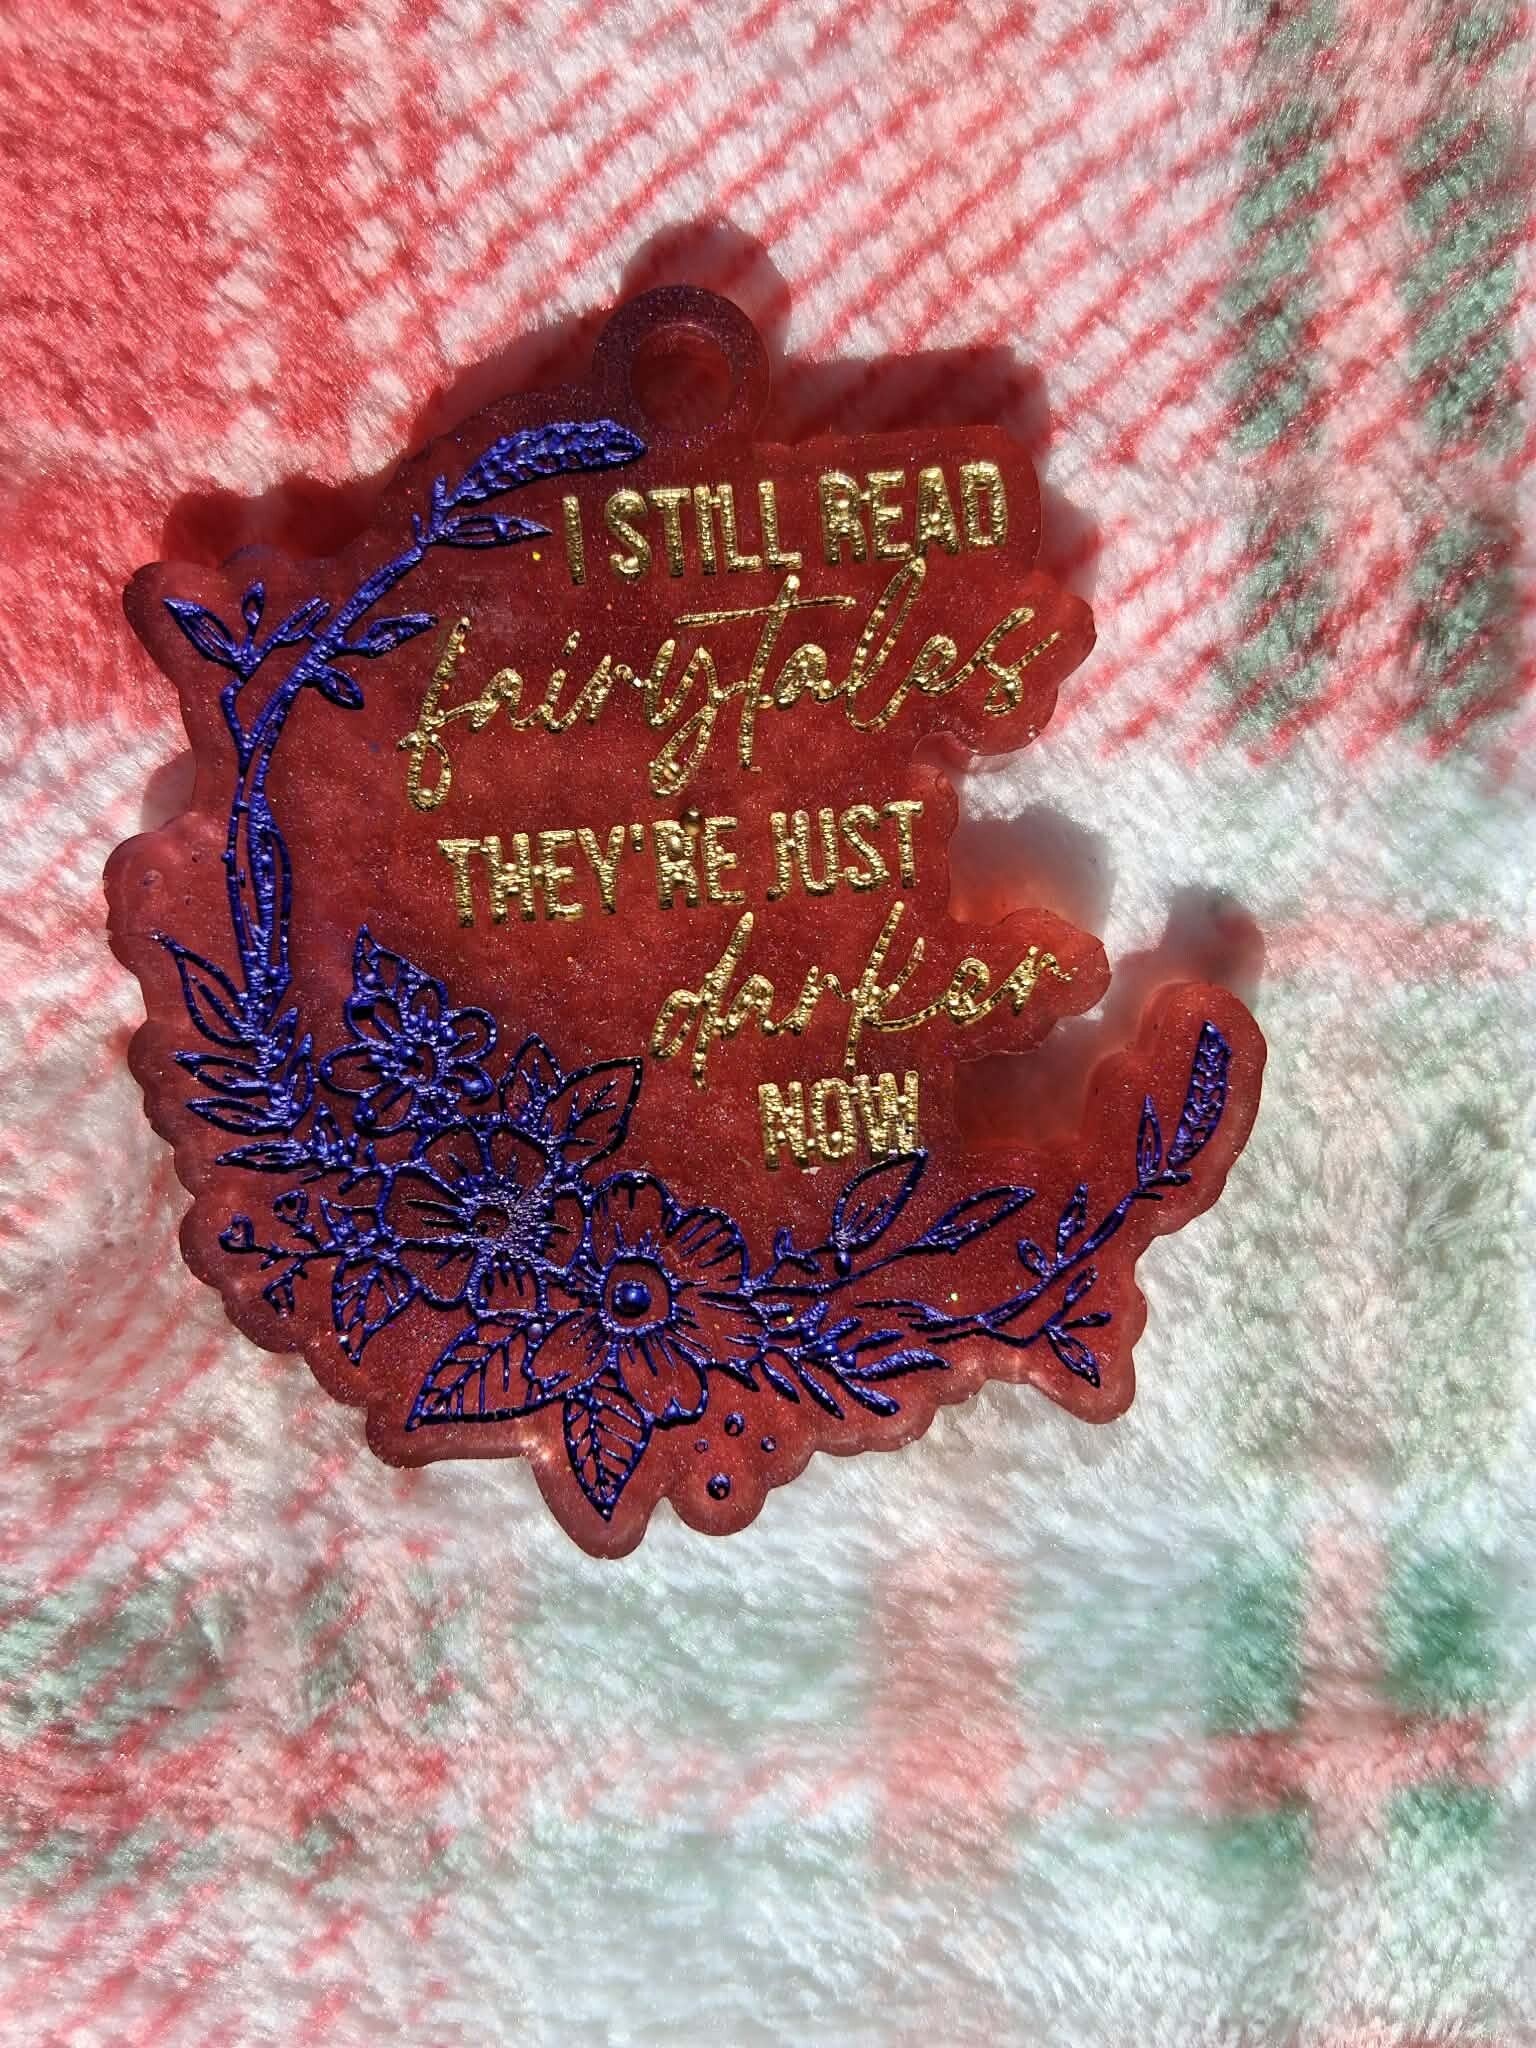 I STILL READ
fairytales
THEY'RE JUST
darker
NOW